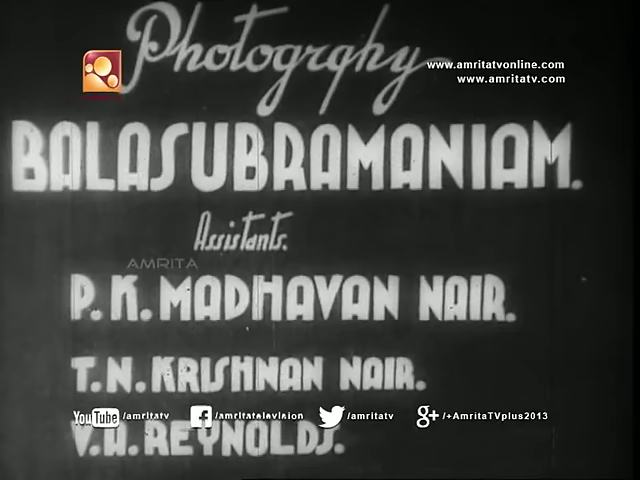 Photogrqhy
www.amritatvonline.com
www.amritatv.com
BALASUBRAMANIAM.
Assistants.
AMRITA
P. K. MADHAVAN NAIR.
T. N. KRISHNAN NAIR.
YouTube /amritatv
/amritatelevision
/amritatv
g+ /+AmritaTVplus2013
V. A. REYNOLDS.